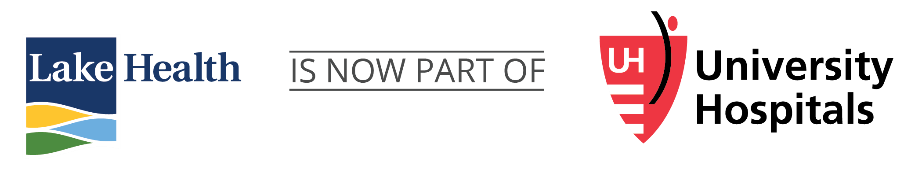 Lake Health
IS NOW PART OF
UH
University
Hospitals